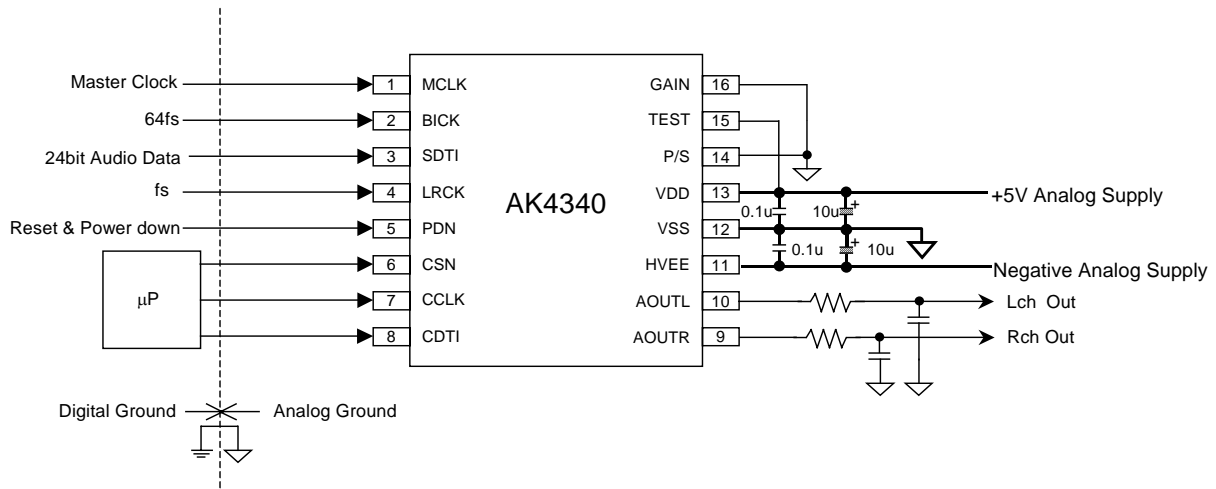 Master Clock
64fs
24bit Audio Data
fs
Reset & Power down
μP
1 MCLK
2 BICK
3 SDTI
4 LRCK
5 PDN
6 CSN
7 CCLK
8 CDTI
AK4340
GAIN 16
TEST 15
P/S 14
VDD 13
VSS 12
HVEE 11
AOUTL 10
AOUTR 9
0.1u 10u +
0.1u 10u +
+5V Analog Supply
Negative Analog Supply
Lch Out
Rch Out
Digital Ground Analog Ground